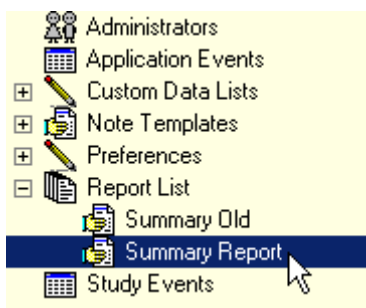 Administrators
Application Events
Custom Data Lists
Note Templates
Preferences
Report List
Summary Old
Summary Report
Study Events